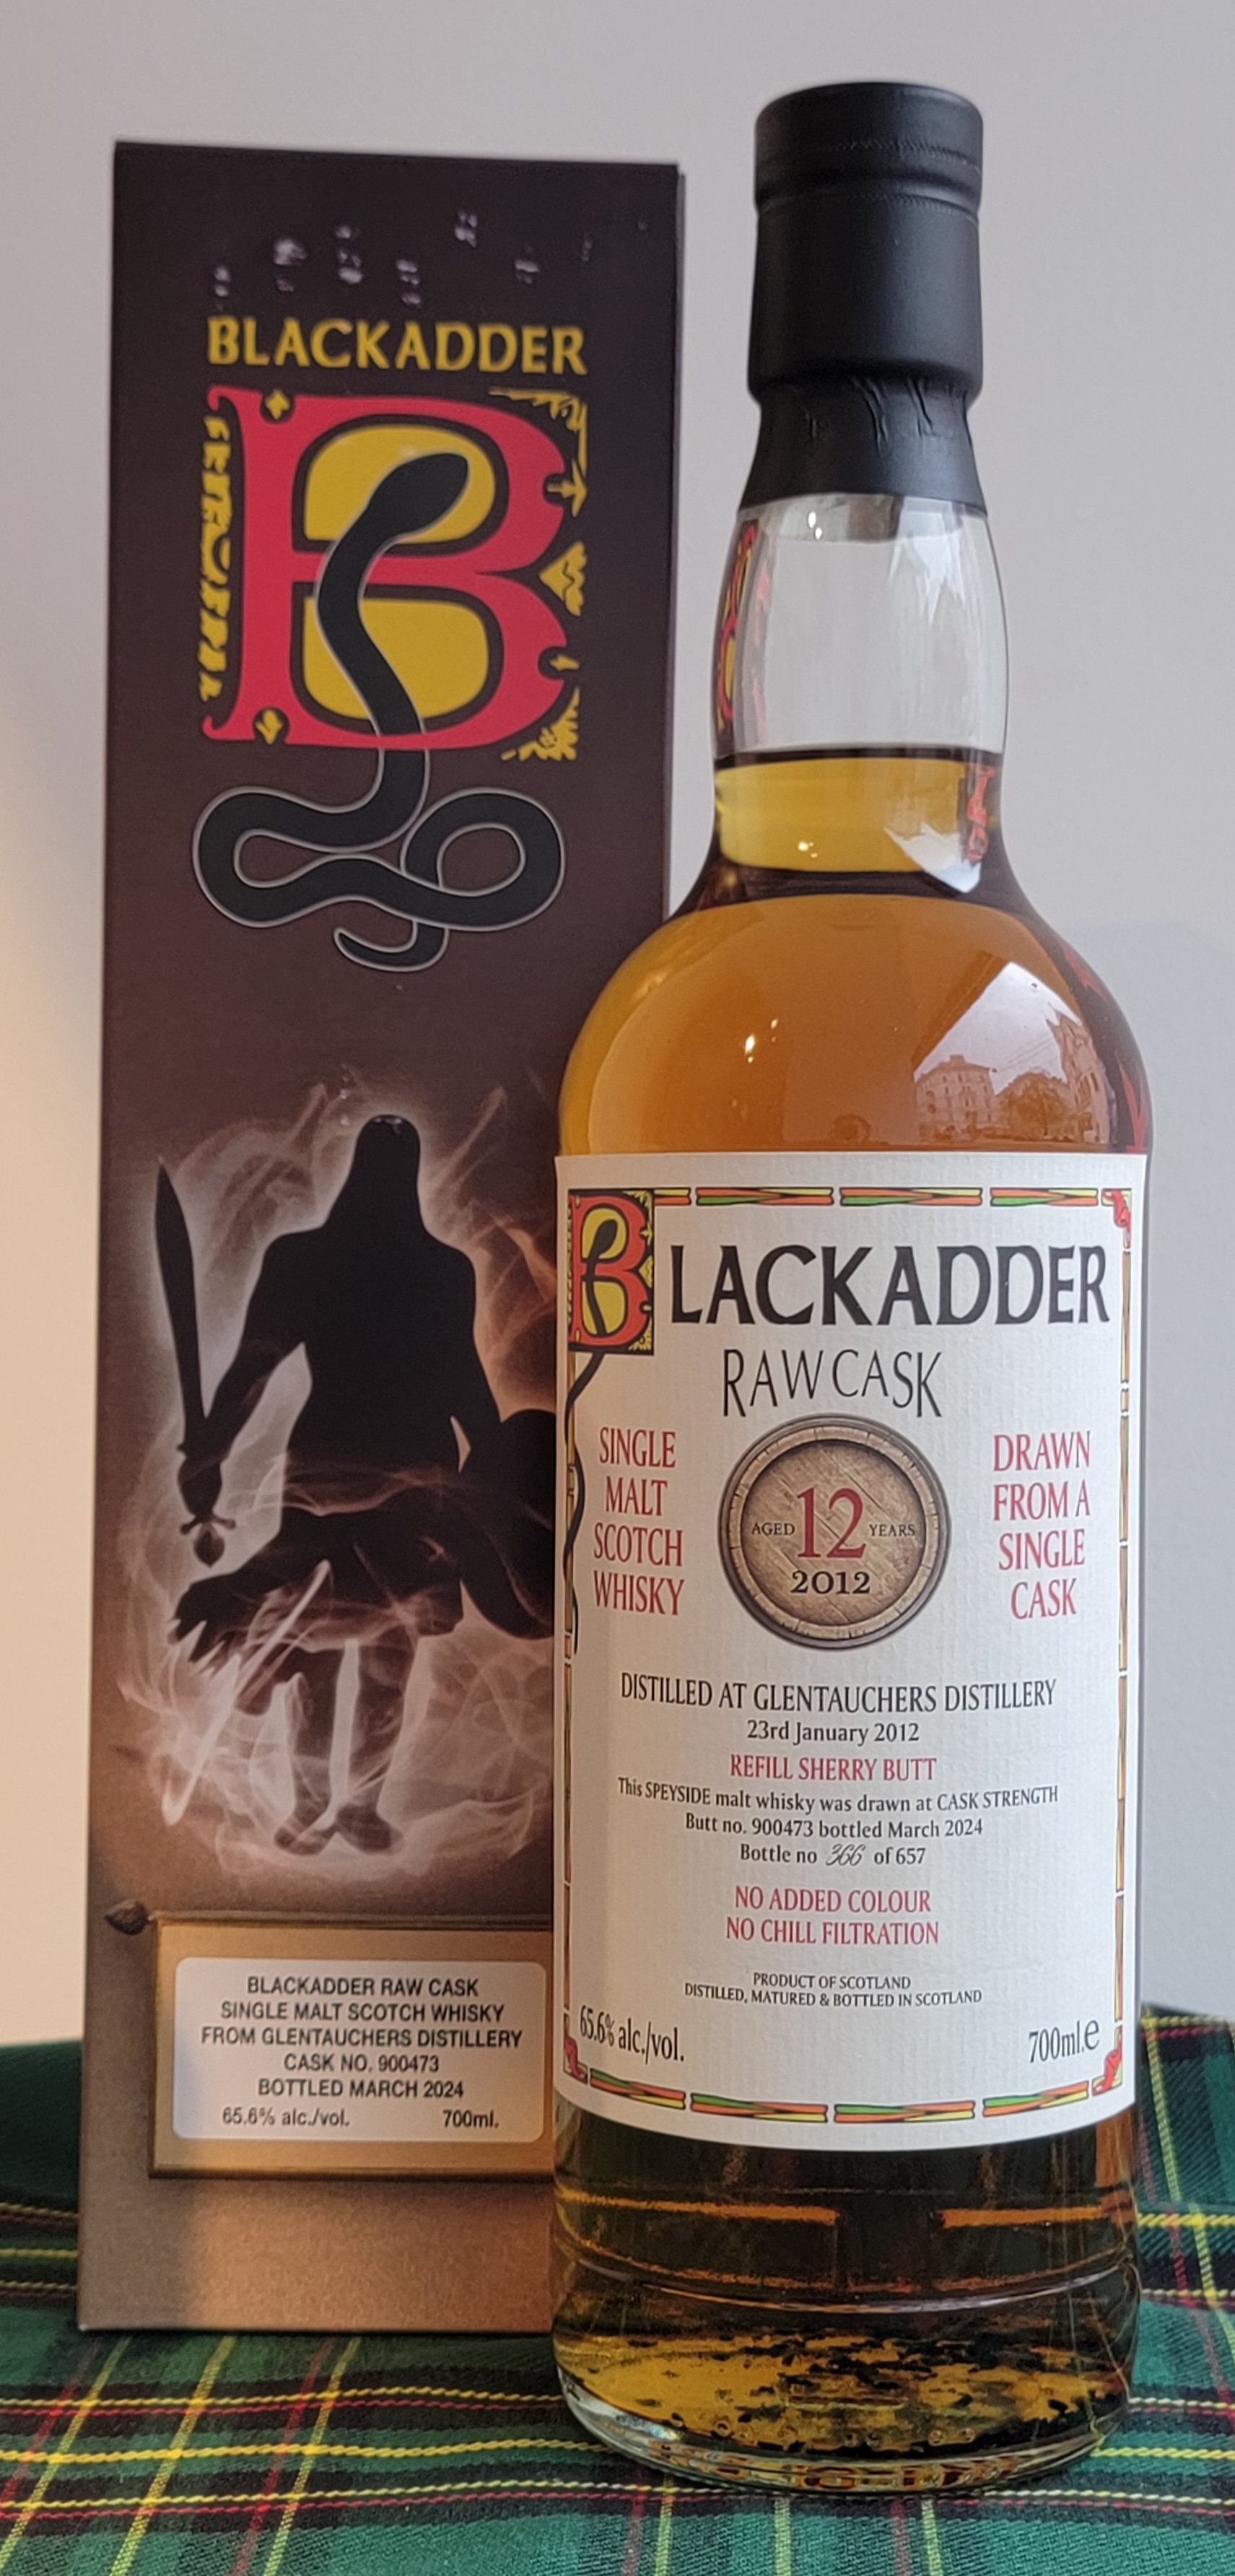 BLACKADDER
B
BLACKADDER RAW CASK
SINGLE MALT SCOTCH WHISKY
FROM GLENTAUCHERS DISTILLERY
CASK NO. 900473
BOTTLED MARCH 2024
65.6% alc./vol. 700ml.
BLACKADDER
RAW CASK
SINGLE
MALT
SCOTCH
WHISKY
AGED 12 YEARS
2012
DRAWN
FROM A
SINGLE
CASK
DISTILLED AT GLENTAUCHERS DISTILLERY
23rd January 2012
REFILL SHERRY BUTT
This SPEYSIDE malt whisky was drawn at CASK STRENGTH
Butt no. 900473 bottled March 2024
Bottle no 366 of 657
NO ADDED COLOUR
NO CHILL FILTRATION
PRODUCT OF SCOTLAND
DISTILLED, MATURED & BOTTLED IN SCOTLAND
65.6% alc./vol. 700ml.e